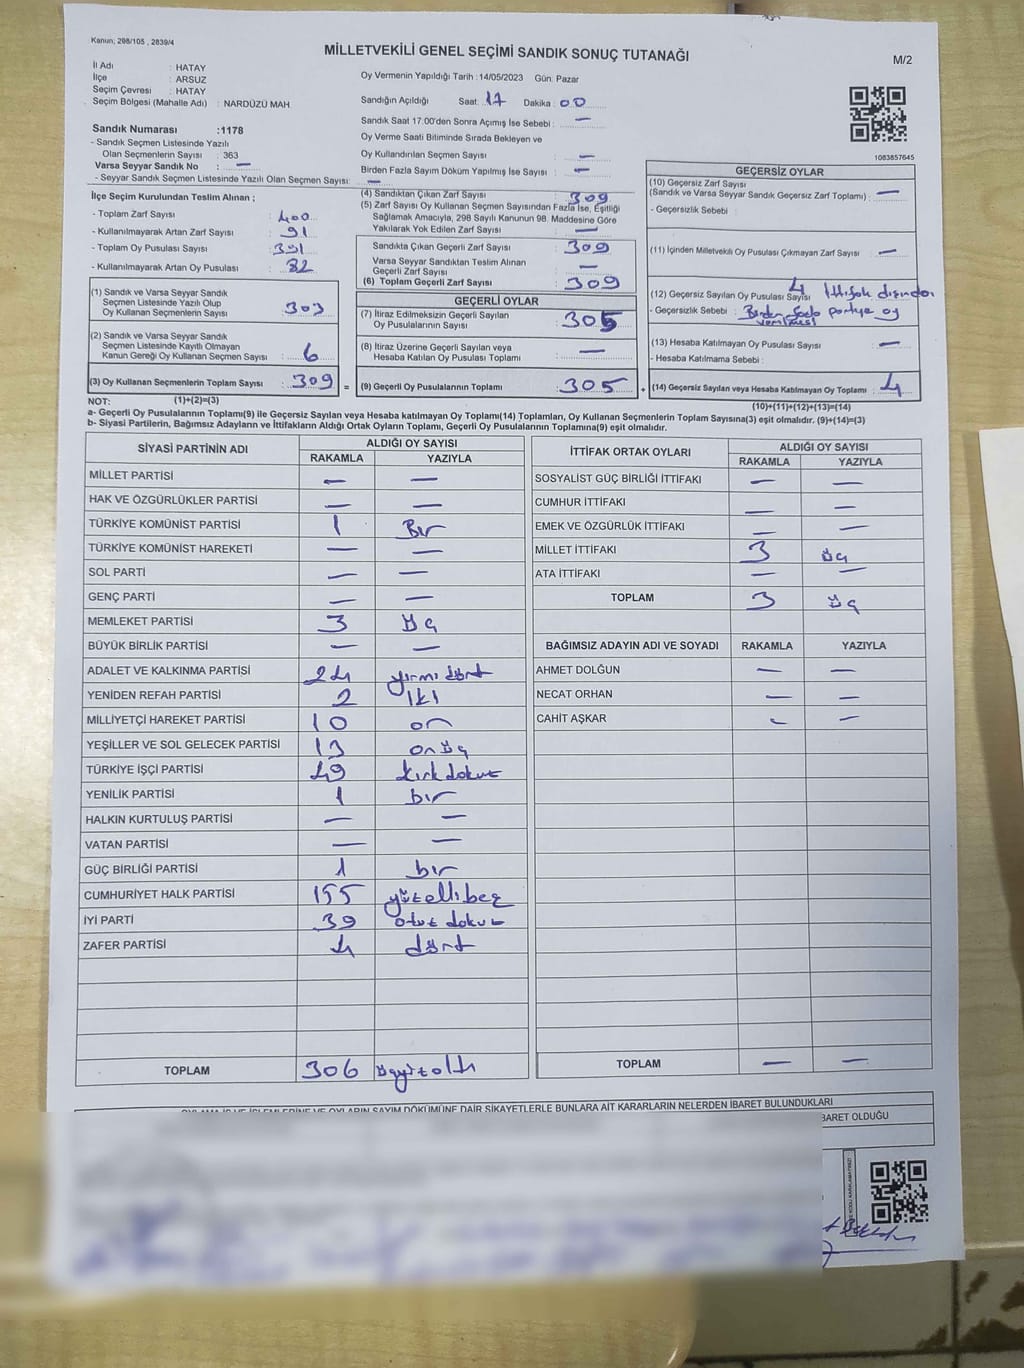 Kanun; 298/105 , 2839/4
MİLLETVEKİLİ GENEL SEÇİMİ SANDIK SONUÇ TUTANAĞI
M/2
İl Adı : HATAY
İlçe : ARSUZ
Seçim Çevresi : HATAY
Seçim Bölgesi (Mahalle Adı) : NARDÜZÜ MAH.
Sandık Numarası :1178
- Sandık Seçmen Listesinde Yazılı
Olan Seçmenlerin Sayısı : 363
Varsa Seyyar Sandık No : —
- Seyyar Sandık Seçmen Listesinde Yazılı Olan Seçmen Sayısı: —
Oy Vermenin Yapıldığı Tarih :14/05/2023 Gün: Pazar
Sandığın Açıldığı Saat: 17 Dakika: 00
Sandık Saat 17.00'den Sonra Açımış İse Sebebi : —
Oy Verme Saati Bitiminde Sırada Bekleyen ve
Oy Kullandırılan Seçmen Sayısı —
Birden Fazla Sayım Döküm Yapılmış İse Sayısı : —
1083857645
İlçe Seçim Kurulundan Teslim Alınan ;
- Toplam Zarf Sayısı : 400
- Kullanılmayarak Artan Zarf Sayısı : 91
- Toplam Oy Pusulası Sayısı : 391
- Kullanılmayarak Artan Oy Pusulası : 82
(1) Sandık ve Varsa Seyyar Sandık
Seçmen Listesinde Yazılı Olup
Oy Kullanan Seçmenlerin Sayısı : 303
(2) Sandık ve Varsa Seyyar Sandık
Seçmen Listesinde Kayıtlı Olmayan
Kanun Gereği Oy Kullanan Seçmen Sayısı : 6
(3) Oy Kullanan Seçmenlerin Toplam Sayısı : 309 =
(4) Sandıktan Çıkan Zarf Sayısı : 309
(5) Zarf Sayısı Oy Kullanan Seçmen Sayısından Fazla İse, Eşitliği
Sağlamak Amacıyla, 298 Sayılı Kanunun 98. Maddesine Göre
Yakılarak Yok Edilen Zarf Sayısı : —
Sandıkta Çıkan Geçerli Zarf Sayısı : 309
Varsa Seyyar Sandıktan Teslim Alınan
Geçerli Zarf Sayısı : —
(6) Toplam Geçerli Zarf Sayısı : 309
GEÇERLİ OYLAR
(7) İtiraz Edilmeksizin Geçerli Sayılan
Oy Pusulalarının Sayısı : 305
(8) İtiraz Üzerine Geçerli Sayılan veya
Hesaba Katılan Oy Pusulası Toplamı : —
(9) Geçerli Oy Pusulalarının Toplamı : 305 +
GEÇERSİZ OYLAR
(10) Geçersiz Zarf Sayısı
(Sandık ve Varsa Seyyar Sandık Geçersiz Zarf Toplamı) : —
- Geçersizlik Sebebi :
(11) İçinden Milletvekili Oy Pusulası Çıkmayan Zarf Sayısı : —
(12) Geçersiz Sayılan Oy Pusulası Sayısı : 4 İttifak dışından
- Geçersizlik Sebebi : Birden fazla partiye oy
verilmesi
(13) Hesaba Katılmayan Oy Pusulası Sayısı : —
- Hesaba Katılmama Sebebi :
(14) Geçersiz Sayılan veya Hesaba Katılmayan Oy Toplamı : 4
NOT: (1)+(2)=(3)
(10)+(11)+(12)+(13)=(14)
a- Geçerli Oy Pusulaların Toplamı(9) ile Geçersiz Sayılan veya Hesaba katılmayan Oy Toplamı(14) Toplamları, Oy Kullanan Seçmenlerin Toplam Sayısına(3) eşit olmalıdır. (9)+(14)=(3)
b- Siyasi Partilerin, Bağımsız Adayların ve İttifakların Aldığı Ortak Oyların Toplamı, Geçerli Oy Pusulalarının Toplamına(9) eşit olmalıdır.
SİYASİ PARTİNİN ADI ALDIĞI OY SAYISI
RAKAMLA YAZIYLA
MİLLET PARTİSİ — —
HAK VE ÖZGÜRLÜKLER PARTİSİ — —
TÜRKİYE KOMÜNİST PARTİSİ 1 Bir
TÜRKİYE KOMÜNİST HAREKETİ — —
SOL PARTİ — —
GENÇ PARTİ — —
MEMLEKET PARTİSİ 3 üç
BÜYÜK BİRLİK PARTİSİ — —
ADALET VE KALKINMA PARTİSİ 24 yirmi dört
YENİDEN REFAH PARTİSİ 2 iki
MİLLİYETÇİ HAREKET PARTİSİ 10 on
YEŞİLLER VE SOL GELECEK PARTİSİ 13 onüç
TÜRKİYE İŞÇİ PARTİSİ 49 kırk dokuz
YENİLİK PARTİSİ 1 bir
HALKIN KURTULUŞ PARTİSİ — —
VATAN PARTİSİ — —
GÜÇ BİRLİĞİ PARTİSİ 1 bir
CUMHURİYET HALK PARTİSİ 155 yüzellibeş
İYİ PARTİ 39 otuz dokuz
ZAFER PARTİSİ 4 dört
TOPLAM 306 üçyüzaltı
İTTİFAK ORTAK OYLARI ALDIĞI OY SAYISI
RAKAMLA YAZIYLA
SOSYALİST GÜÇ BİRLİĞİ İTTİFAKI — —
CUMHUR İTTİFAKI — —
EMEK VE ÖZGÜRLÜK İTTİFAKI — —
MİLLET İTTİFAKI 3 üç
ATA İTTİFAKI — —
TOPLAM 3 üç
BAĞIMSIZ ADAYIN ADI VE SOYADI RAKAMLA YAZIYLA
AHMET DOLĞUN — —
NECAT ORHAN — —
CAHİT AŞKAR — —
TOPLAM — —
OYLAMA İŞ VE İŞLEMLERİNE VE OYLARIN SAYIM DÖKÜMÜNE DAİR ŞİKAYETLERLE BUNLARA AİT KARARLARIN NELERDEN İBARET BULUNDUKLARI
BARET OLDUĞU